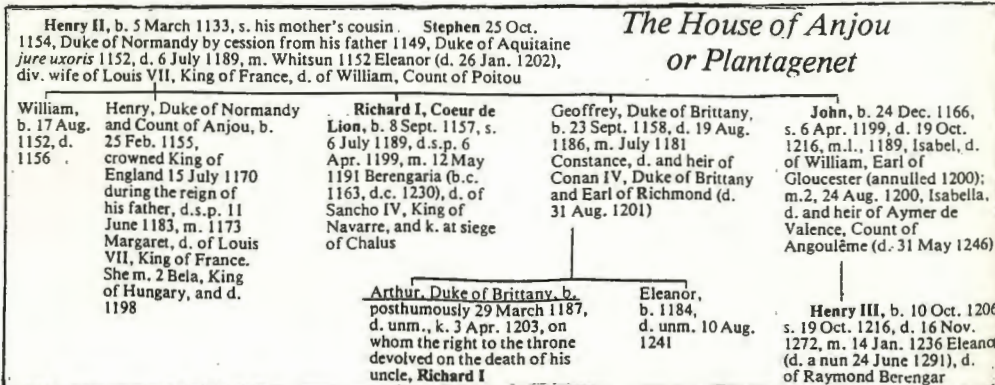 The House of Anjou
or Plantagenet
Henry II, b. 5 March 1133, s. his mother's cousin. Stephen 25 Oct.
1154, Duke of Normandy by cession from his father 1149, Duke of Aquitaine
jure uxoris 1152, d. 6 July 1189, m. Whitsun 1152 Eleanor (d. 26 Jan. 1202),
div. wife of Louis VII, King of France, d. of William, Count of Poitou
William,
b. 17 Aug.
1152, d.
1156
Henry, Duke of Normandy
and Count of Anjou, b.
25 Feb. 1155,
crowned King of
England 15 July 1170
during the reign of
his father, d.s.p. 11
June 1183, m. 1173
Margaret, d. of Louis
VII, King of France.
She m. 2 Bela, King
of Hungary, and d.
1198
Richard I, Coeur de
Lion, b. 8 Sept. 1157, s.
6 July 1189, d.s.p. 6
Apr. 1199, m. 12 May
1191 Berengaria (b.c.
1163, d.c. 1230), d. of
Sancho IV, King of
Navarre, and k. at siege
of Chalus
Geoffrey, Duke of Brittany,
b. 23 Sept. 1158, d. 19 Aug.
1186, m. July 1181
Constance, d. and heir of
Conan IV, Duke of Brittany
and Earl of Richmond (d.
31 Aug. 1201)
John, b. 24 Dec. 1166,
s. 6 Apr. 1199, d. 19 Oct.
1216, m.1., 1189, Isabel, d.
of William, Earl of
Gloucester (annulled 1200);
m.2, 24 Aug. 1200, Isabella,
d. and heir of Aymer de
Valence, Count of
Angoulême (d. 31 May 1246)
Arthur, Duke of Brittany, b.
posthumously 29 March 1187,
d. unm., k. 3 Apr. 1203, on
whom the right to the throne
devolved on the death of his
uncle, Richard I
Eleanor,
b. 1184,
d. unm. 10 Aug.
1241
Henry III, b. 10 Oct. 1206
s. 19 Oct. 1216, d. 16 Nov.
1272, m. 14 Jan. 1236 Eleano
(d. a nun 24 June 1291), d.
of Raymond Berengar